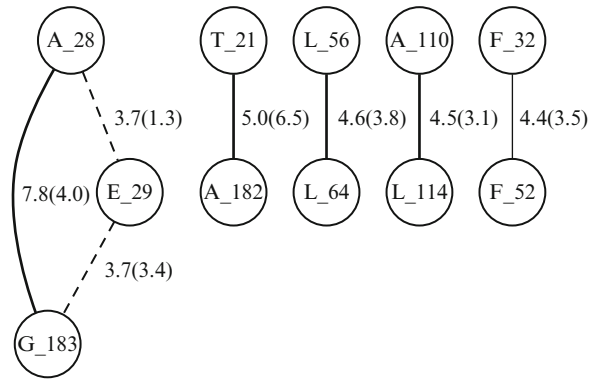 A_28 T_21 L_56 A_110 F_32
3.7(1.3) 5.0(6.5) 4.6(3.8) 4.5(3.1) 4.4(3.5)
7.8(4.0) E_29 A_182 L_64 L_114 F_52
3.7(3.4)
G_183